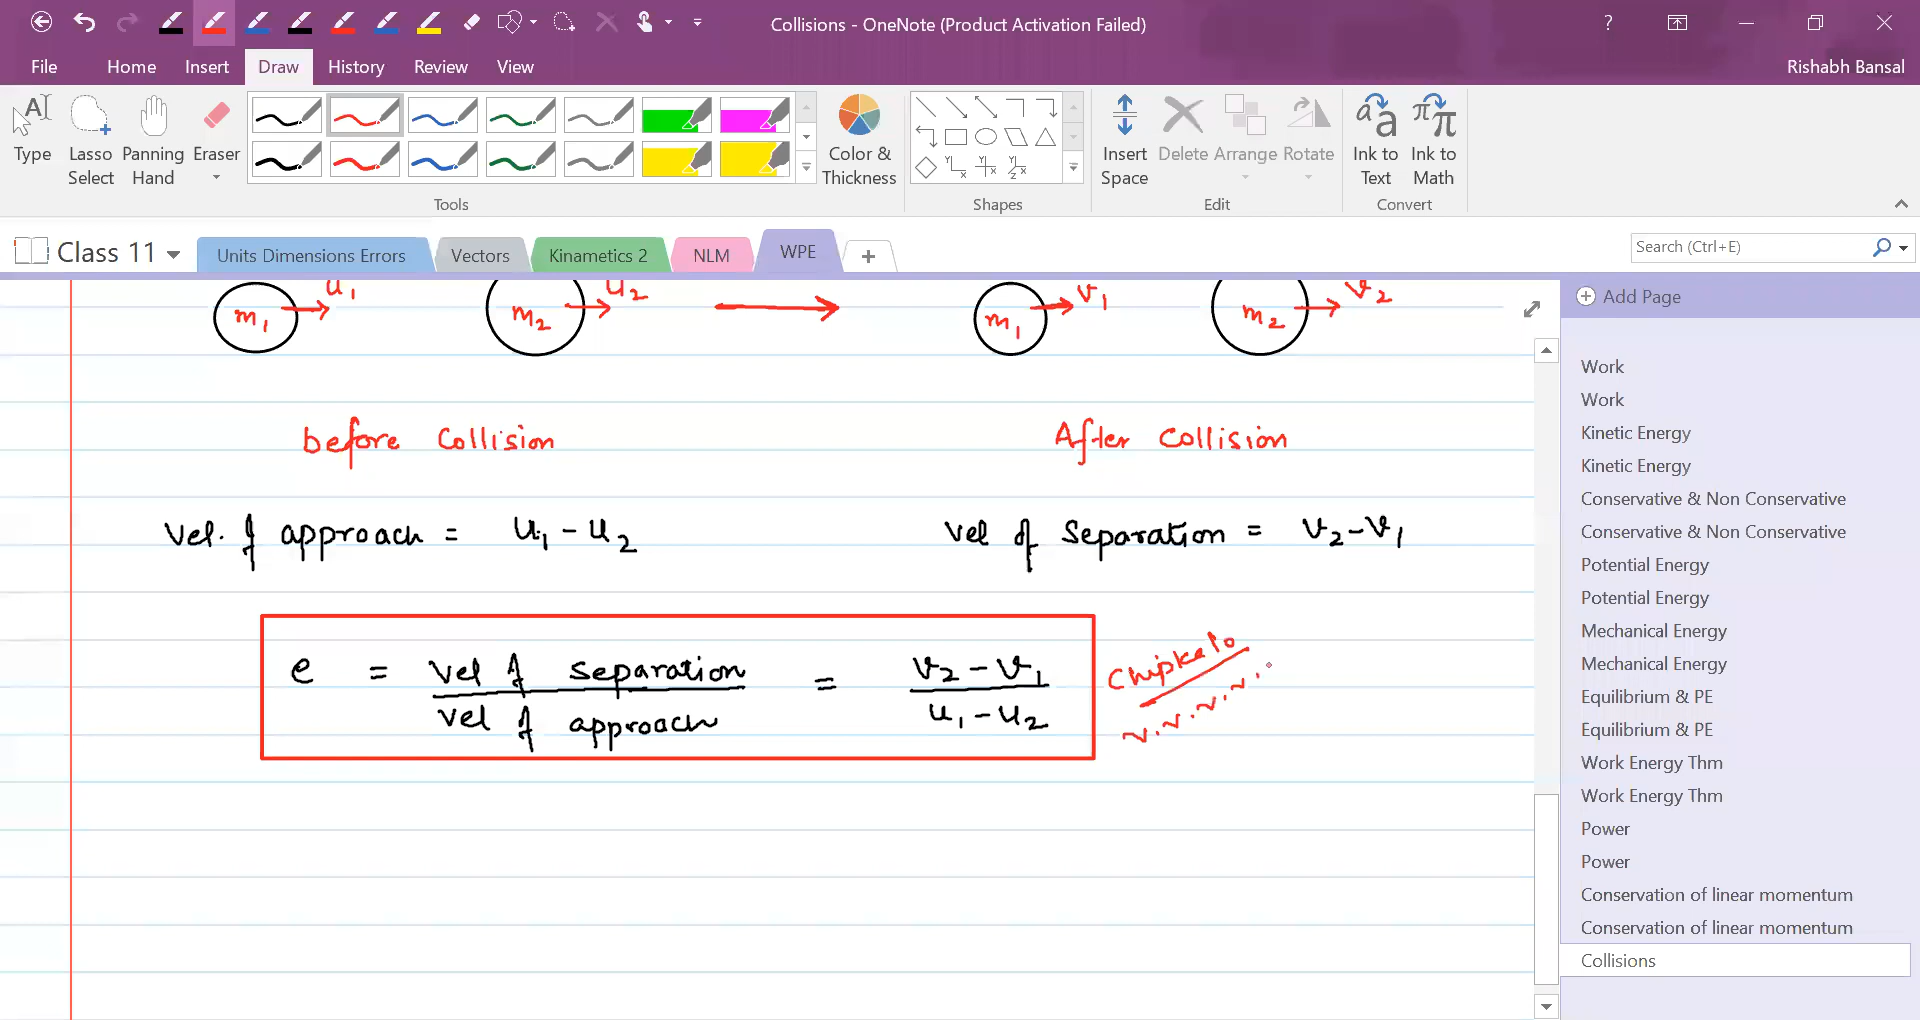 Collisions - OneNote (Product Activation Failed)
?
File Home Insert Draw History Review View
Rishabh Bansal
Type
Lasso Select
Panning Hand
Eraser
Color & Thickness
Insert Space
Delete
Arrange
Rotate
Ink to Text
Ink to Math
Tools
Shapes
Edit
Convert
Class 11
Units Dimensions Errors
Vectors
Kinametics 2
NLM
WPE
+
Search (Ctrl+E)
Add Page
m₁ u₁ m₂ u₂ m₁ v₁ m₂ v₂
before Collision
After Collision
Vel. of approach = u₁ - u₂
Vel of Separation = v₂-v₁
e = Vel of separation / Vel of approach = v₂ - v₁ / u₁ - u₂
Chipkalo
v.v.v.v.
Work
Work
Kinetic Energy
Kinetic Energy
Conservative & Non Conservative
Conservative & Non Conservative
Potential Energy
Potential Energy
Mechanical Energy
Mechanical Energy
Equilibrium & PE
Equilibrium & PE
Work Energy Thm
Work Energy Thm
Power
Power
Conservation of linear momentum
Conservation of linear momentum
Collisions